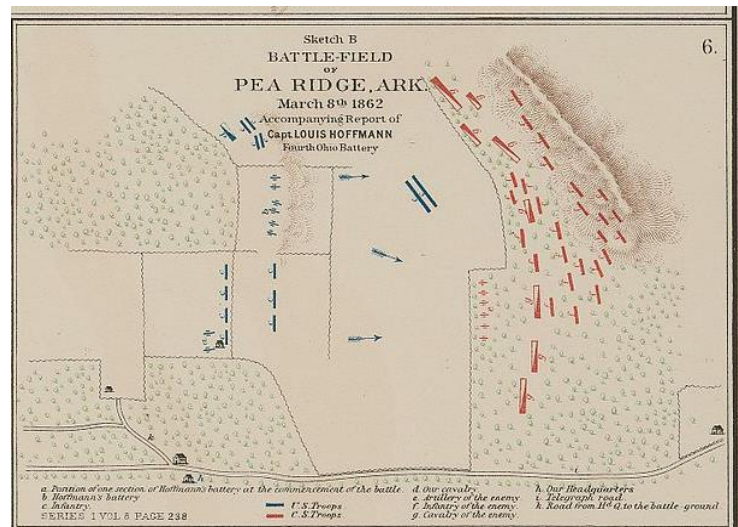 Sketch B
BATTLE-FIELD
OF
PEA RIDGE, ARK.
March 8th 1862
Accompanying Report of
Capt. LOUIS HOFFMANN
Fourth Ohio Battery
6.
a. Position of one section of Hoffmann's battery at the commencement of the battle.
b. Hoffmann's battery
c. Infantry.
d. Our cavalry.
e. Artillery of the enemy.
f. Infantry of the enemy.
g. Cavalry of the enemy.
h. Our Headquarters
i. Telegraph road.
k. Road from Hd. Q. to the battle-ground
U.S. Troops
C.S. Troops
SERIES 1 VOL 8 PAGE 238